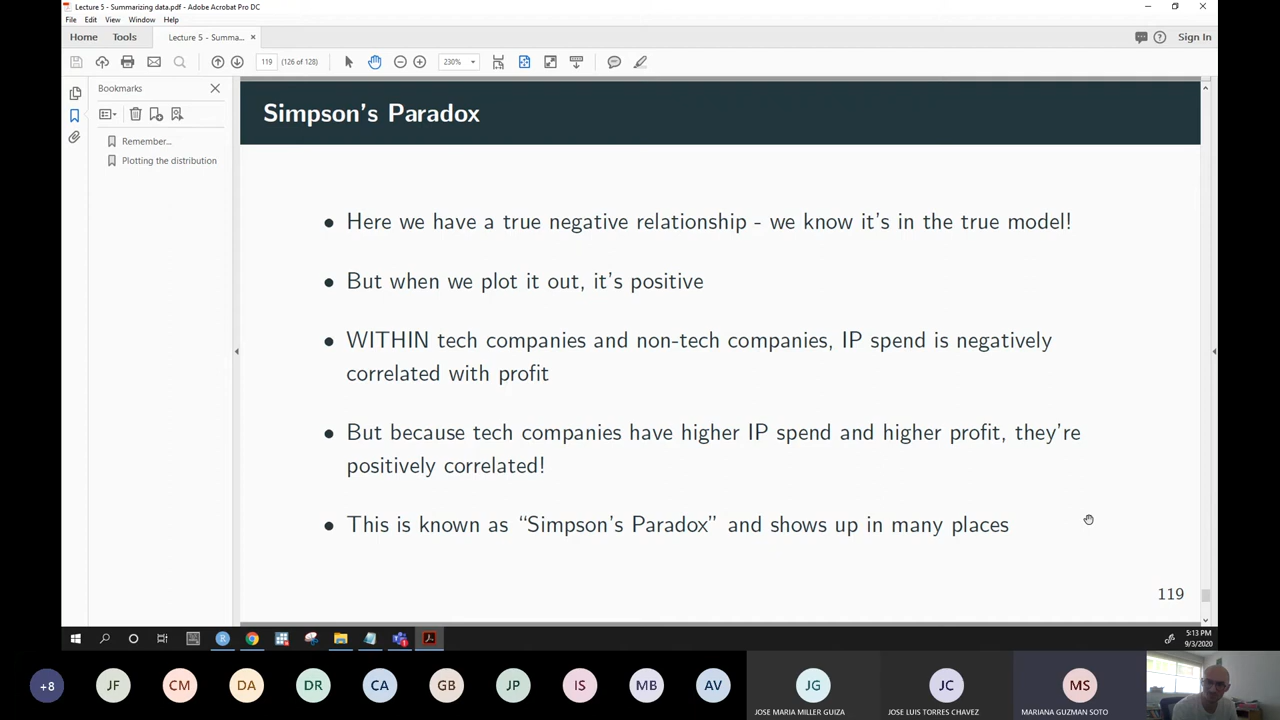 Lecture 5 - Summarizing data.pdf - Adobe Acrobat Pro DC
File Edit View Window Help
Home Tools Lecture 5 - Summa... × Sign In
119 (126 of 128) 230%
Bookmarks
Remember...
Plotting the distribution
Simpson's Paradox
• Here we have a true negative relationship - we know it's in the true model!
• But when we plot it out, it's positive
• WITHIN tech companies and non-tech companies, IP spend is negatively
correlated with profit
• But because tech companies have higher IP spend and higher profit, they're
positively correlated!
• This is known as “Simpson's Paradox” and shows up in many places
119
5:13 PM
9/3/2020
+8 JF CM DA DR CA GB JP IS MB AV JG JC MS
JOSE MARIA MILLER GUIZA JOSE LUIS TORRES CHAVEZ MARIANA GUZMAN SOTO